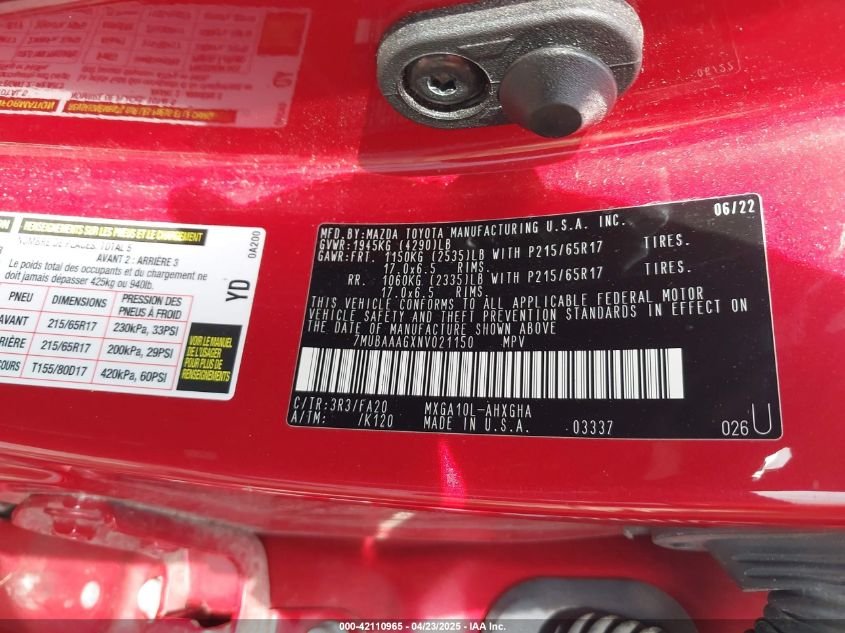 06/22
MFD.BY:MAZDA TOYOTA MANUFACTURING U.S.A. INC.
GVWR:1945KG (4290)LB
GAWR:FRT. 1150KG (2535)LB WITH P215/65R17 TIRES.
17.0x6.5 RIMS.
RR. 1060KG (2335)LB WITH P215/65R17 TIRES.
17.0x6.5 RIMS.
THIS VEHICLE CONFORMS TO ALL APPLICABLE FEDERAL MOTOR
VEHICLE SAFETY AND THEFT PREVENTION STANDARDS IN EFFECT ON
THE DATE OF MANUFACTURE SHOWN ABOVE
7MUBAAAGXNV021150 MPV
C/TR:3R3/FA20 MXGA10L-AHXGHA
A/TM: /K120 MADE IN U.S.A. 03337 026U
RENSEIGNEMENTS SUR LES PNEUS ET LE CHARGEMENT
NOMBRE DE PLACES: TOTAL 5
AVANT 2 : ARRIÈRE 3
Le poids total des occupants et du chargement ne
doit jamais dépasser 425kg ou 940lb.
PNEU DIMENSIONS PRESSION DES PNEUS À FROID
AVANT 215/65R17 230kPa, 33PSI
215/65R17 200kPa, 29PSI
T155/80D17 420kPa, 60PSI
VOIR LE MANUEL
DE L'USAGER
POUR PLUS DE
RENSEIGNEMENTS
0A200
YD
000-42110965 - 04/23/2025 - IAA Inc.